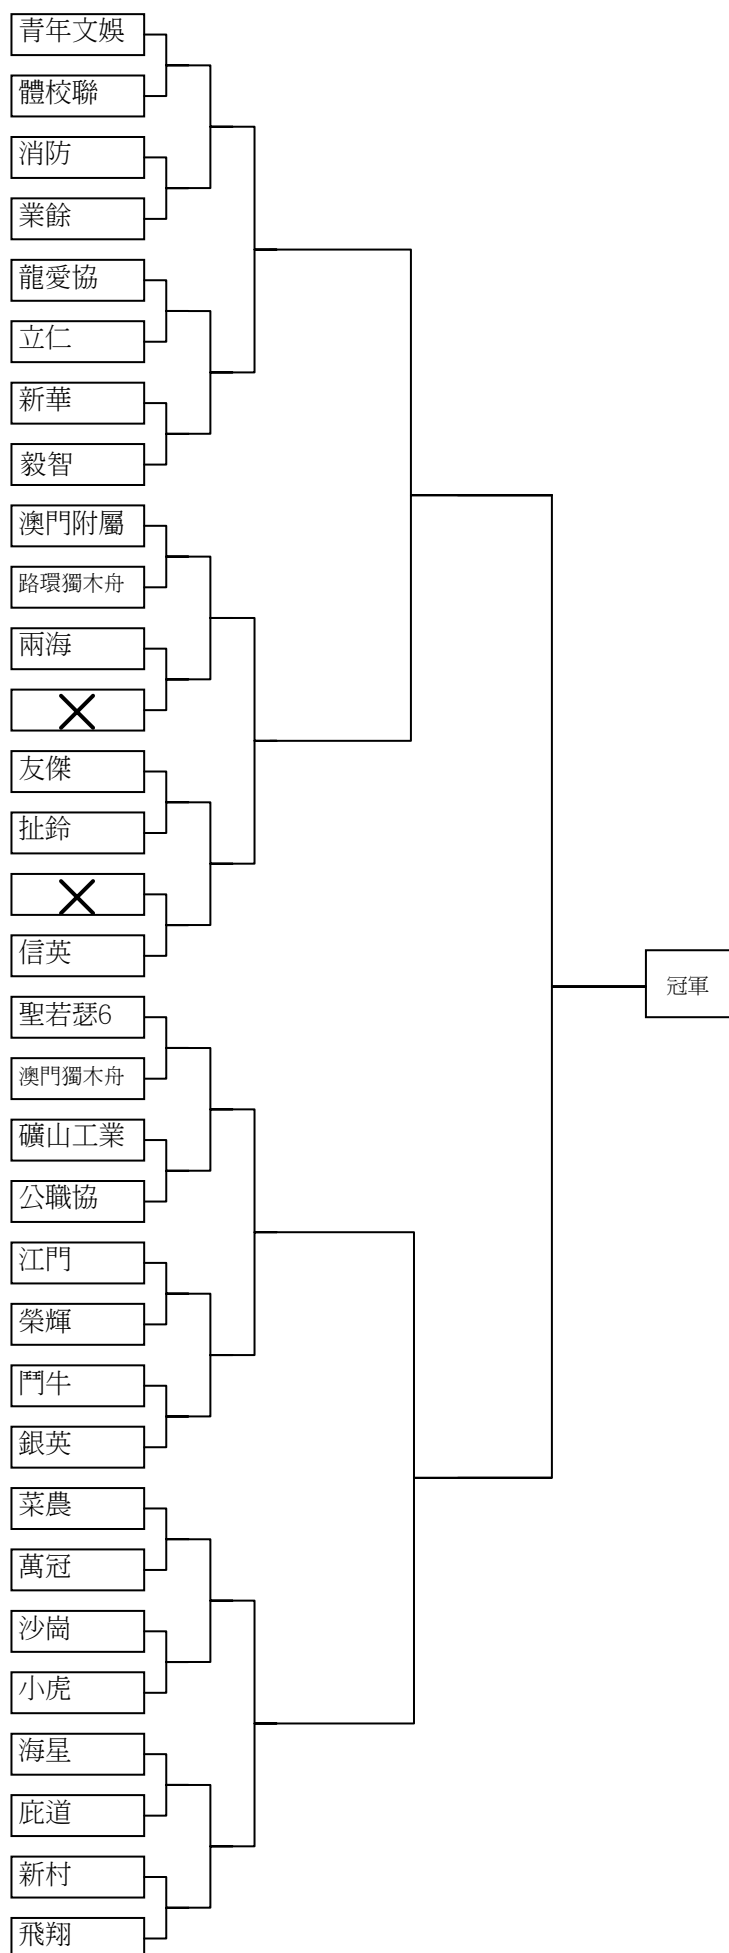 青年文娛
體校聯
消防
業餘
龍愛協
立仁
新華
毅智
澳門附屬
路環獨木舟
兩海
友傑
扯鈴
信英
冠軍
聖若瑟6
澳門獨木舟
礦山工業
公職協
江門
榮輝
鬥牛
銀英
菜農
萬冠
沙崗
小虎
海星
庇道
新村
飛翔